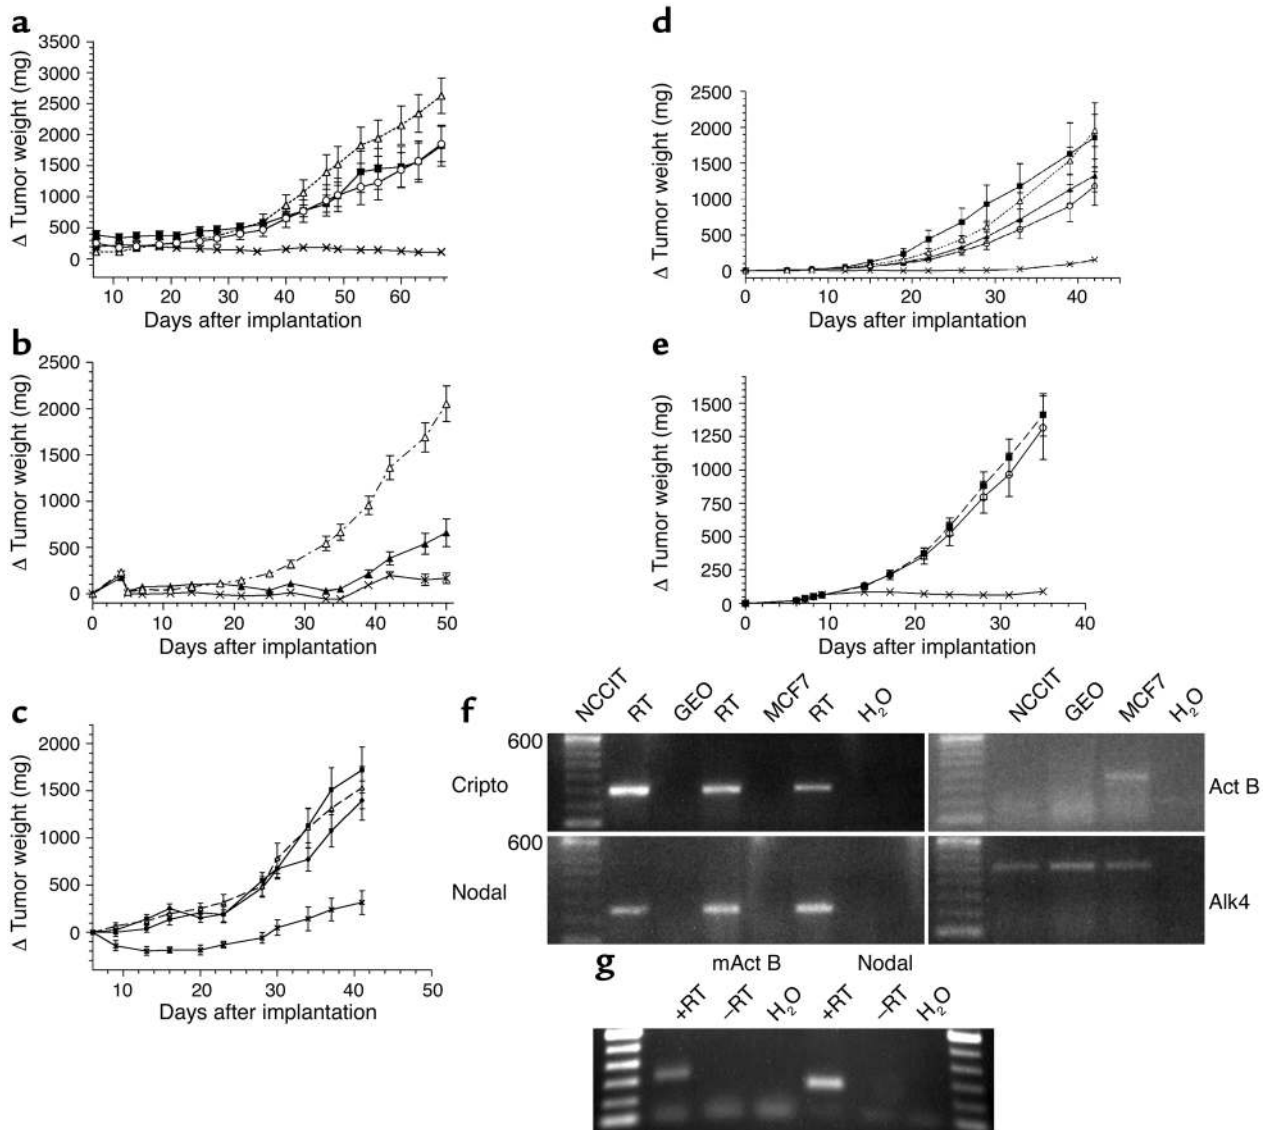 a
Δ Tumor weight (mg)
3500
3000
2500
2000
1500
1000
500
0
10 20 30 40 50 60
Days after implantation
b
Δ Tumor weight (mg)
2500
2000
1500
1000
500
0
0 10 20 30 40 50
Days after implantation
c
Δ Tumor weight (mg)
2000
1500
1000
500
0
10 20 30 40 50
Days after implantation
d
Δ Tumor weight (mg)
2500
2000
1500
1000
500
0
0 10 20 30 40
Days after implantation
e
Δ Tumor weight (mg)
1500
1250
1000
750
500
250
0
0 10 20 30 40
Days after implantation
f
NCCIT RT GEO RT MCF7 RT H₂O
NCCIT GEO MCF7 H₂O
600
Cripto
Act B
600
Nodal
Alk4
g
mAct B Nodal
+RT –RT H₂O +RT –RT H₂O